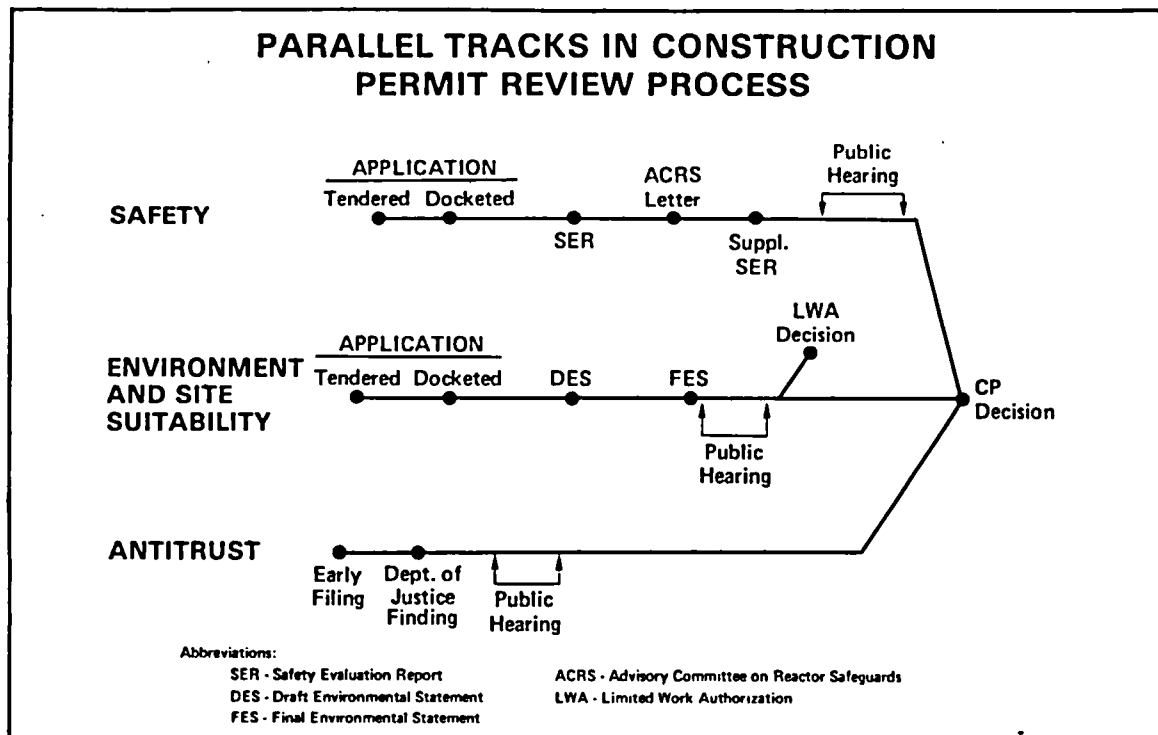 PARALLEL TRACKS IN CONSTRUCTION
PERMIT REVIEW PROCESS
APPLICATION
Tendered Docketed
ACRS
Letter
Public
Hearing
SAFETY
SER
Suppl.
SER
LWA
Decision
APPLICATION
Tendered Docketed
DES
FES
ENVIRONMENT
AND SITE
SUITABILITY
CP
Decision
Public
Hearing
ANTITRUST
Early
Filing
Dept. of
Justice
Finding
Public
Hearing
Abbreviations:
SER - Safety Evaluation Report
ACRS - Advisory Committee on Reactor Safeguards
DES - Draft Environmental Statement
LWA - Limited Work Authorization
FES - Final Environmental Statement